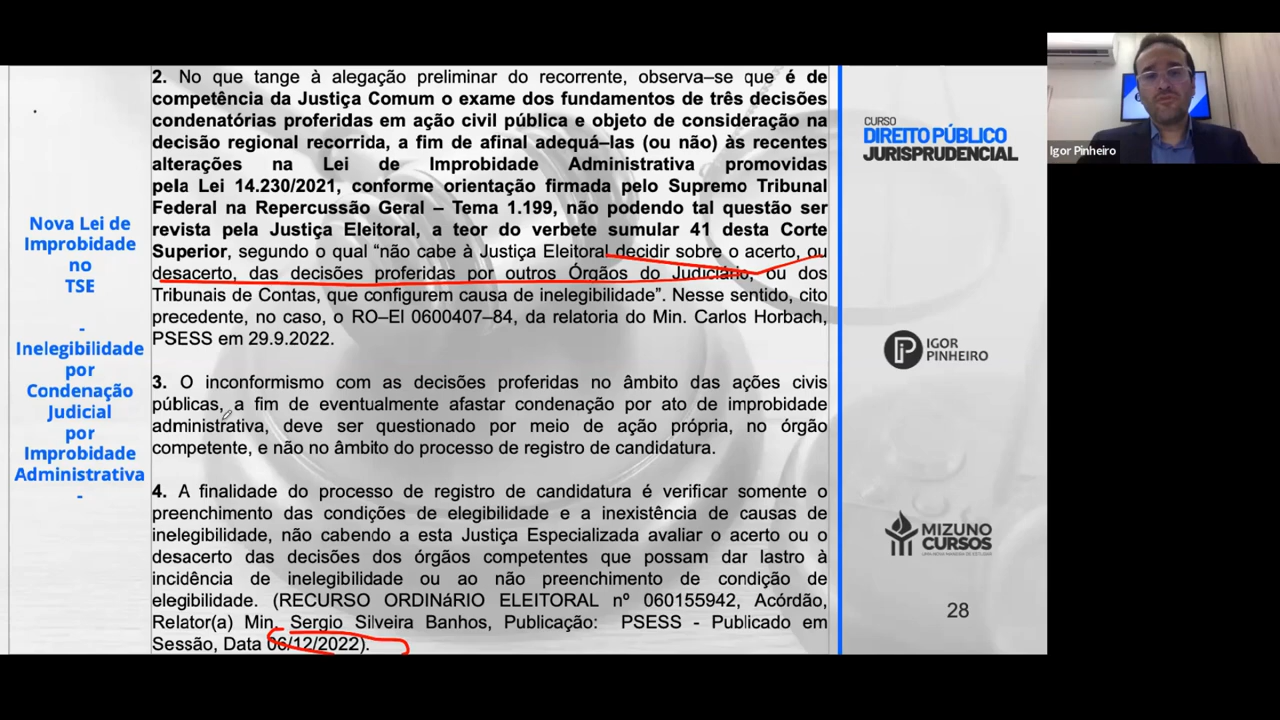 Nova Lei de
Improbidade
no
TSE
-
Inelegibilidade
por
Condenação
Judicial
por
Improbidade
Administrativa
-
2. No que tange à alegação preliminar do recorrente, observa–se que é de
competência da Justiça Comum o exame dos fundamentos de três decisões
condenatórias proferidas em ação civil pública e objeto de consideração na
decisão regional recorrida, a fim de afinal adequá–las (ou não) às recentes
alterações na Lei de Improbidade Administrativa promovidas
pela Lei 14.230/2021, conforme orientação firmada pelo Supremo Tribunal
Federal na Repercussão Geral – Tema 1.199, não podendo tal questão ser
revista pela Justiça Eleitoral, a teor do verbete sumular 41 desta Corte
Superior, segundo o qual “não cabe à Justiça Eleitoral decidir sobre o acerto, ou
desacerto, das decisões proferidas por outros Órgãos do Judiciário, ou dos
Tribunais de Contas, que configurem causa de inelegibilidade”. Nesse sentido, cito
precedente, no caso, o RO–El 0600407–84, da relatoria do Min. Carlos Horbach,
PSESS em 29.9.2022.
3. O inconformismo com as decisões proferidas no âmbito das ações civis
públicas, a fim de eventualmente afastar condenação por ato de improbidade
administrativa, deve ser questionado por meio de ação própria, no órgão
competente, e não no âmbito do processo de registro de candidatura.
4. A finalidade do processo de registro de candidatura é verificar somente o
preenchimento das condições de elegibilidade e a inexistência de causas de
inelegibilidade, não cabendo a esta Justiça Especializada avaliar o acerto ou o
desacerto das decisões dos órgãos competentes que possam dar lastro à
incidência de inelegibilidade ou ao não preenchimento de condição de
elegibilidade. (RECURSO ORDINáRIO ELEITORAL nº 060155942, Acórdão,
Relator(a) Min. Sergio Silveira Banhos, Publicação: PSESS - Publicado em
Sessão, Data 06/12/2022).
CURSO
DIREITO PÚBLICO
JURISPRUDENCIAL
IGOR
PINHEIRO
MIZUNO
CURSOS
28
Igor Pinheiro